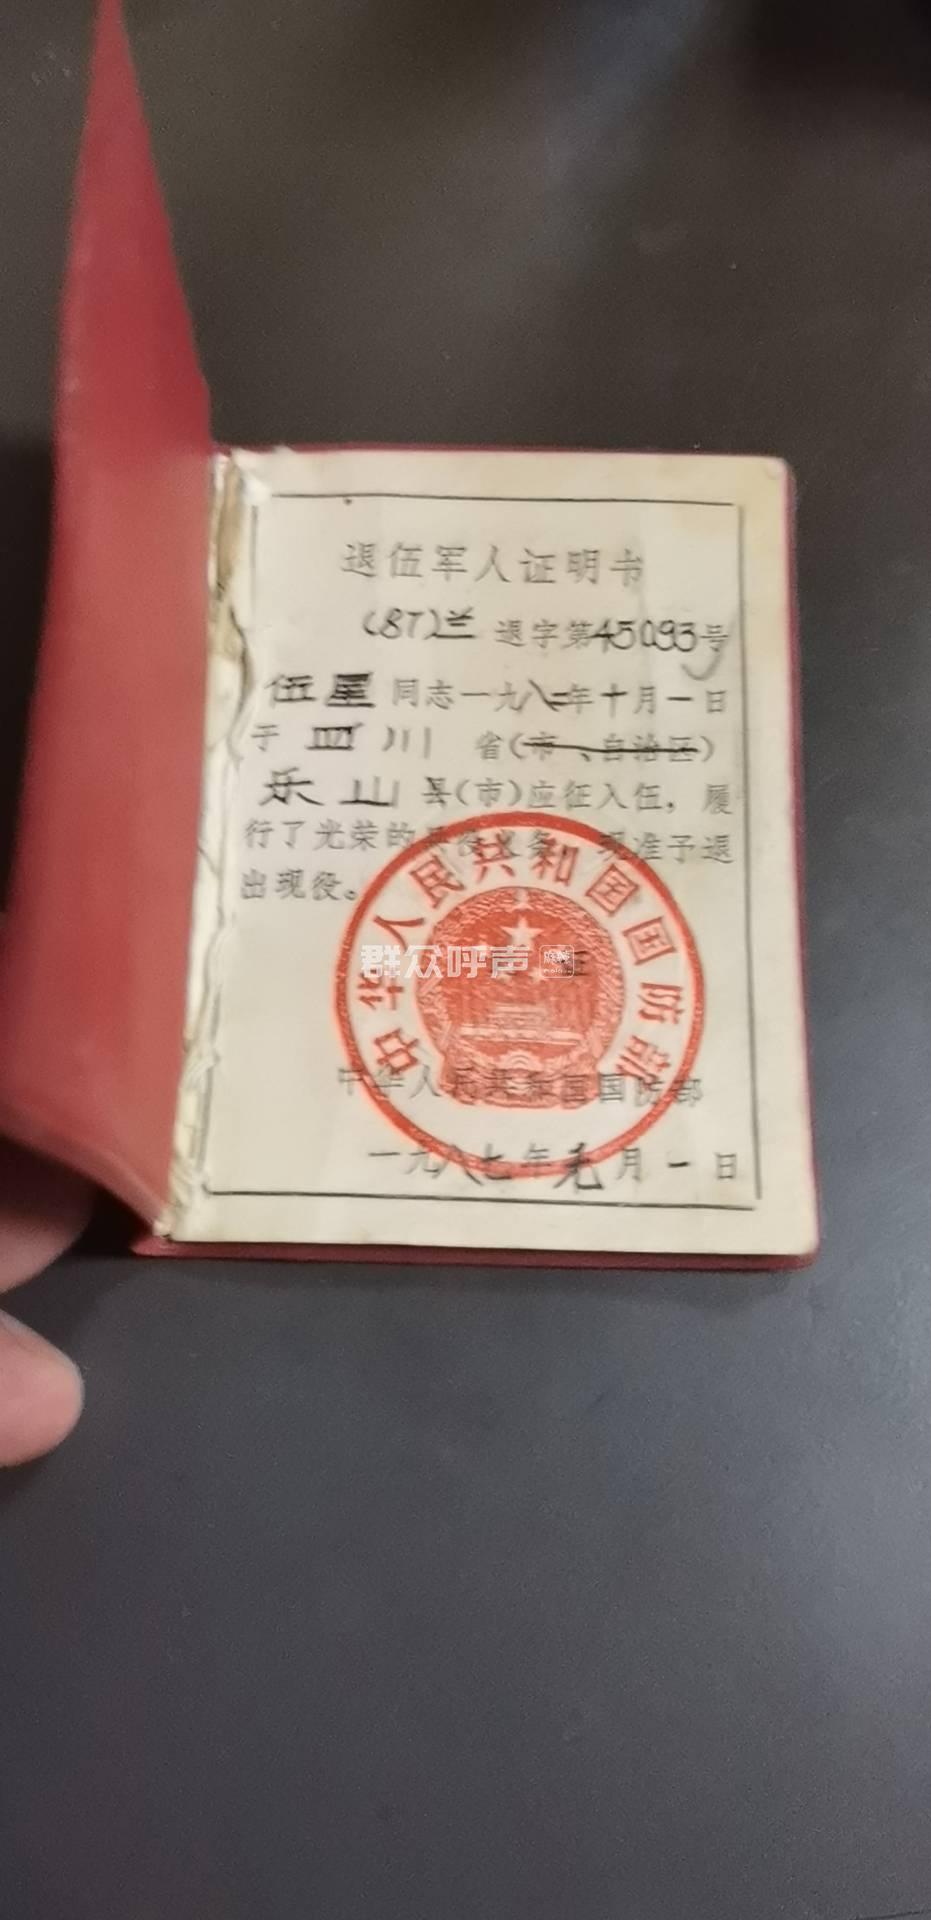 退伍军人证明书
(87)兰退字第45093号
伍星同志一九八二年十月一日
于四川省(市、自治区)
乐山县(市)应征入伍，履
行了光荣的兵役义务，现准予退
出现役。
中华人民共和国国防部
群众呼声
中华人民共和国国防部
一九八七年元月一日